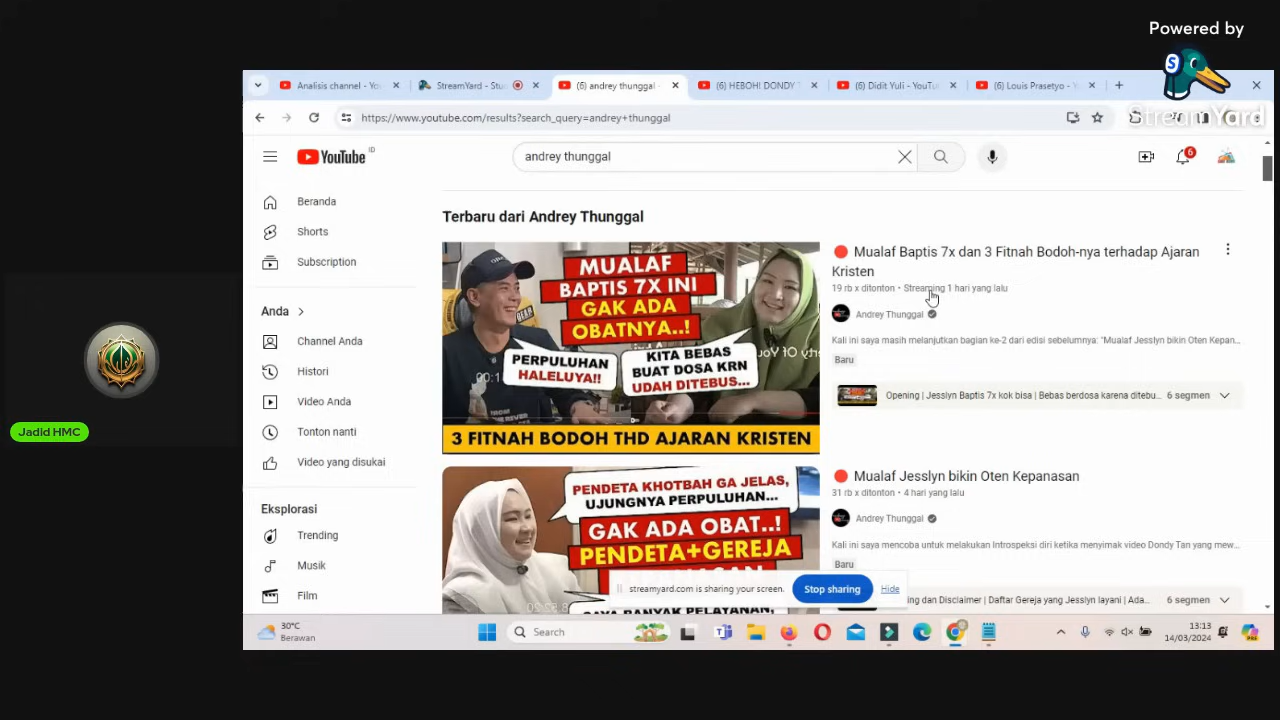 Powered by
StreamYard
Analisis channel - You
StreamYard - Stud
(6) andrey thunggal -
(6) HEBOH! DONDY T
(6) Didit Yuli - YouTu
(6) Louis Prasetyo - Y
https://www.youtube.com/results?search_query=andrey+thunggal
YouTube ID
andrey thunggal
6
Beranda
Shorts
Subscription
Anda
Channel Anda
Histori
Video Anda
Tonton nanti
Video yang disukai
Eksplorasi
Trending
Musik
Film
Terbaru dari Andrey Thunggal
MUALAF
BAPTIS 7X INI
GAK ADA
OBATNYA..!
PERPULUHAN
HALELUYA!!
KITA BEBAS
BUAT DOSA KRN
UDAH DITEBUS...
3 FITNAH BODOH THD AJARAN KRISTEN
Mualaf Baptis 7x dan 3 Fitnah Bodoh-nya terhadap Ajaran
Kristen
19 rb x ditonton • Streaming 1 hari yang lalu
Andrey Thunggal
Kali ini saya masih melanjutkan bagian ke-2 dari edisi sebelumnya: "Mualaf Jesslyn bikin Oten Kepan...
Baru
Opening | Jesslyn Baptis 7x kok bisa | Bebas berdosa karena ditebu...
6 segmen
PENDETA KHOTBAH GA JELAS,
UJUNGNYA PERPULUHAN...
GAK ADA OBAT..!
PENDETA+GEREJA
Mualaf Jesslyn bikin Oten Kepanasan
31 rb x ditonton • 4 hari yang lalu
Andrey Thunggal
Kali ini saya mencoba untuk melakukan Introspeksi diri ketika menyimak video Dondy Tan yang mew...
Baru
ng dan Disclaimer | Daftar Gereja yang Jesslyn layani | Ada...
6 segmen
streamyard.com is sharing your screen.
Stop sharing
Hide
Jadid HMC
30°C
Berawan
Search
13:13
14/03/2024